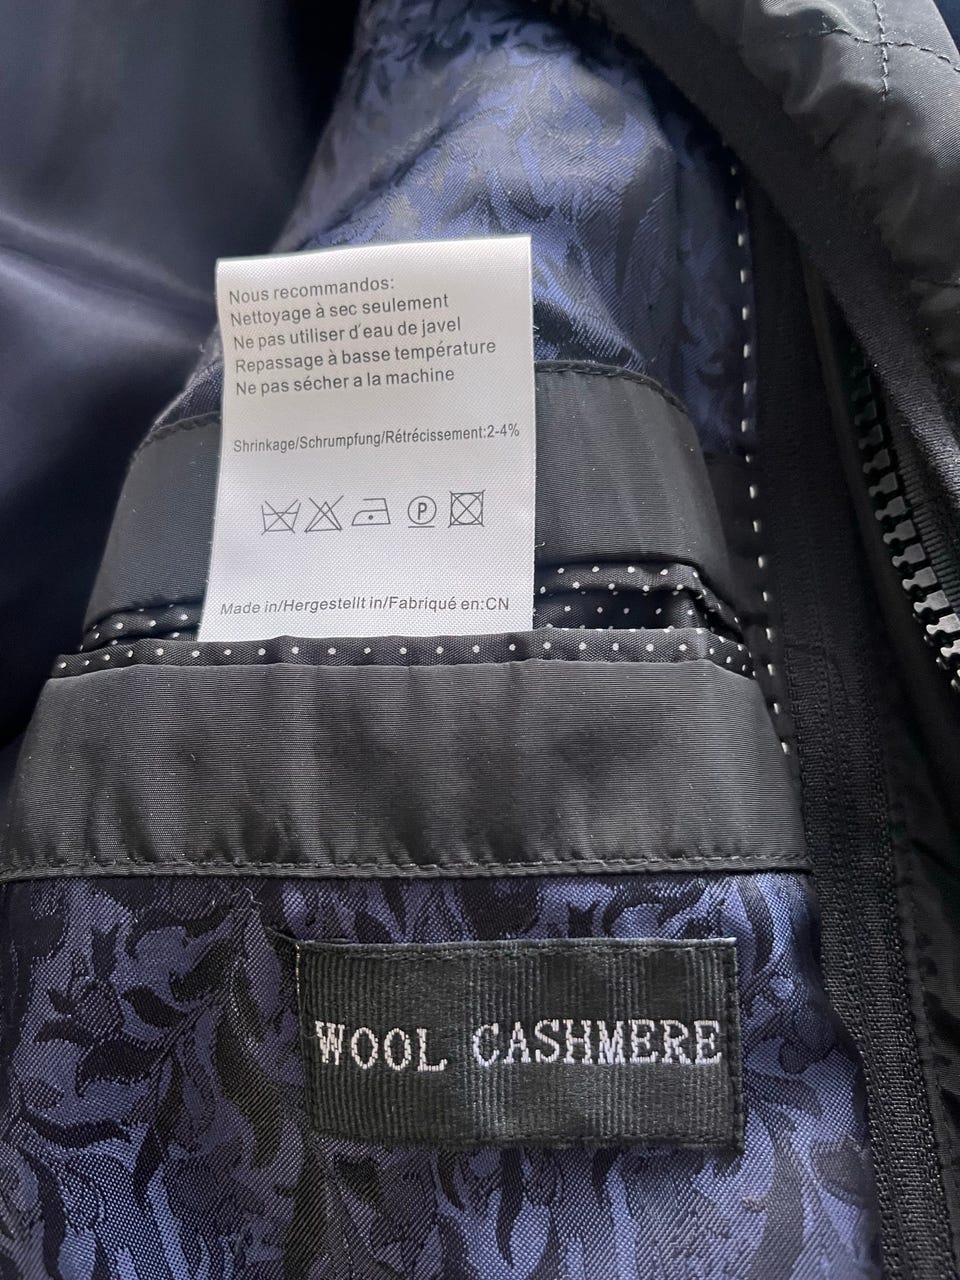 Nous recommandos:
Nettoyage à sec seulement
Ne pas utiliser d'eau de javel
Repassage à basse température
Ne pas sécher a la machine
Shrinkage/Schrumpfung/Rétrécissement:2-4%
P
Made in/Hergestellt in/Fabriqué en:CN
WOOL CASHMERE